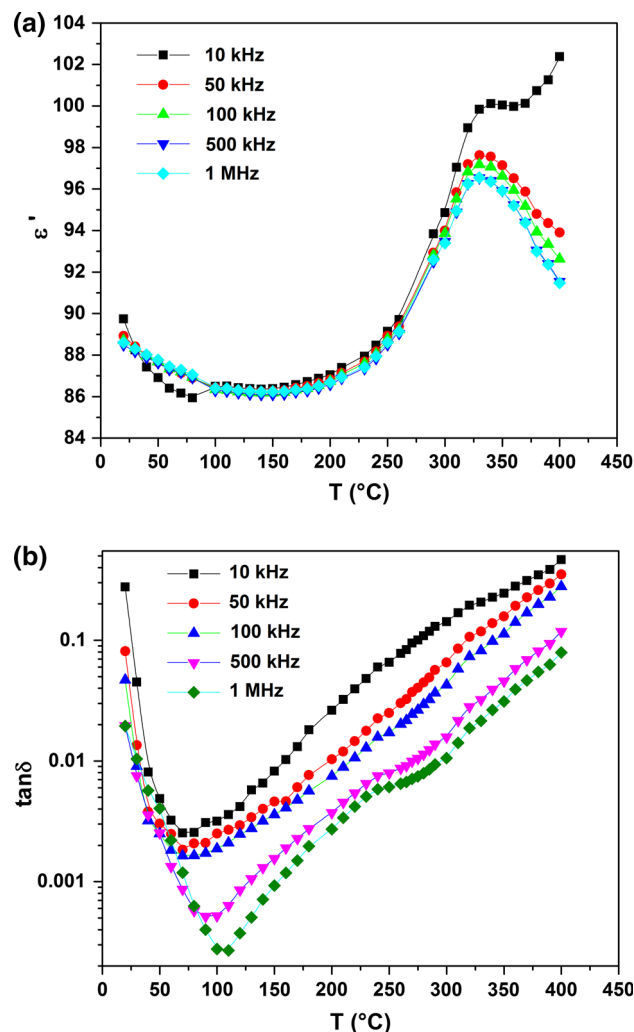 (a)
104
102
100
98
96
94
92
90
88
86
84
ε '
10 kHz
50 kHz
100 kHz
500 kHz
1 MHz
0 50 100 150 200 250 300 350 400 450
T (°C)
(b)
0.1
0.01
0.001
tanδ
10 kHz
50 kHz
100 kHz
500 kHz
1 MHz
0 50 100 150 200 250 300 350 400 450
T (°C)